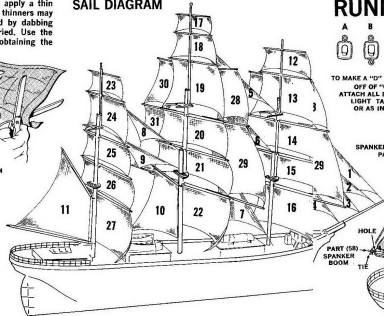 apply a thin
thinners may
d by dabbing
ried. Use the
obtaining the
SAIL DIAGRAM
RUN
A B
TO MAKE A "D"
OFF OF "
ATTACH ALL
LIGHT TA
OR AS IN
SPANKER
PA
HOLE
PART (58)
SPANKER
BOOM
TIE
17
18
12
30
19
28
13
23
24
31
8
20
14
25
9
21
29
15
29
26
1
2
11
10
22
7
16
27